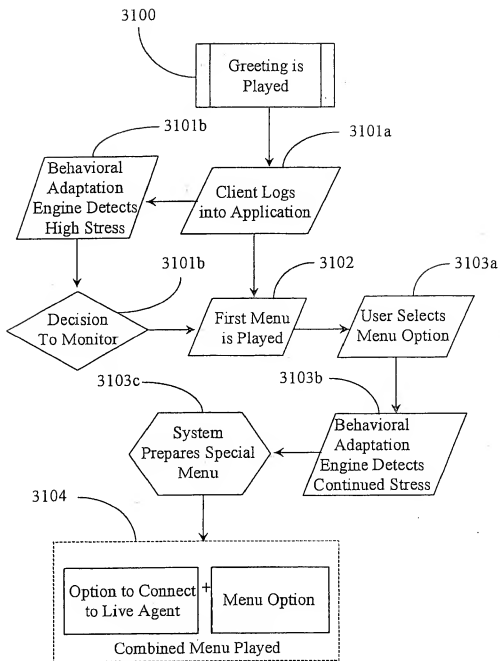 3100
Greeting is
Played
3101b
3101a
Behavioral
Adaptation
Engine Detects
High Stress
Client Logs
into Application
3101b
3102
3103a
Decision
To Monitor
First Menu
is Played
User Selects
Menu Option
3103c
3103b
System
Prepares Special
Menu
Behavioral
Adaptation
Engine Detects
Continued Stress
3104
Option to Connect
to Live Agent
+
Menu Option
Combined Menu Played